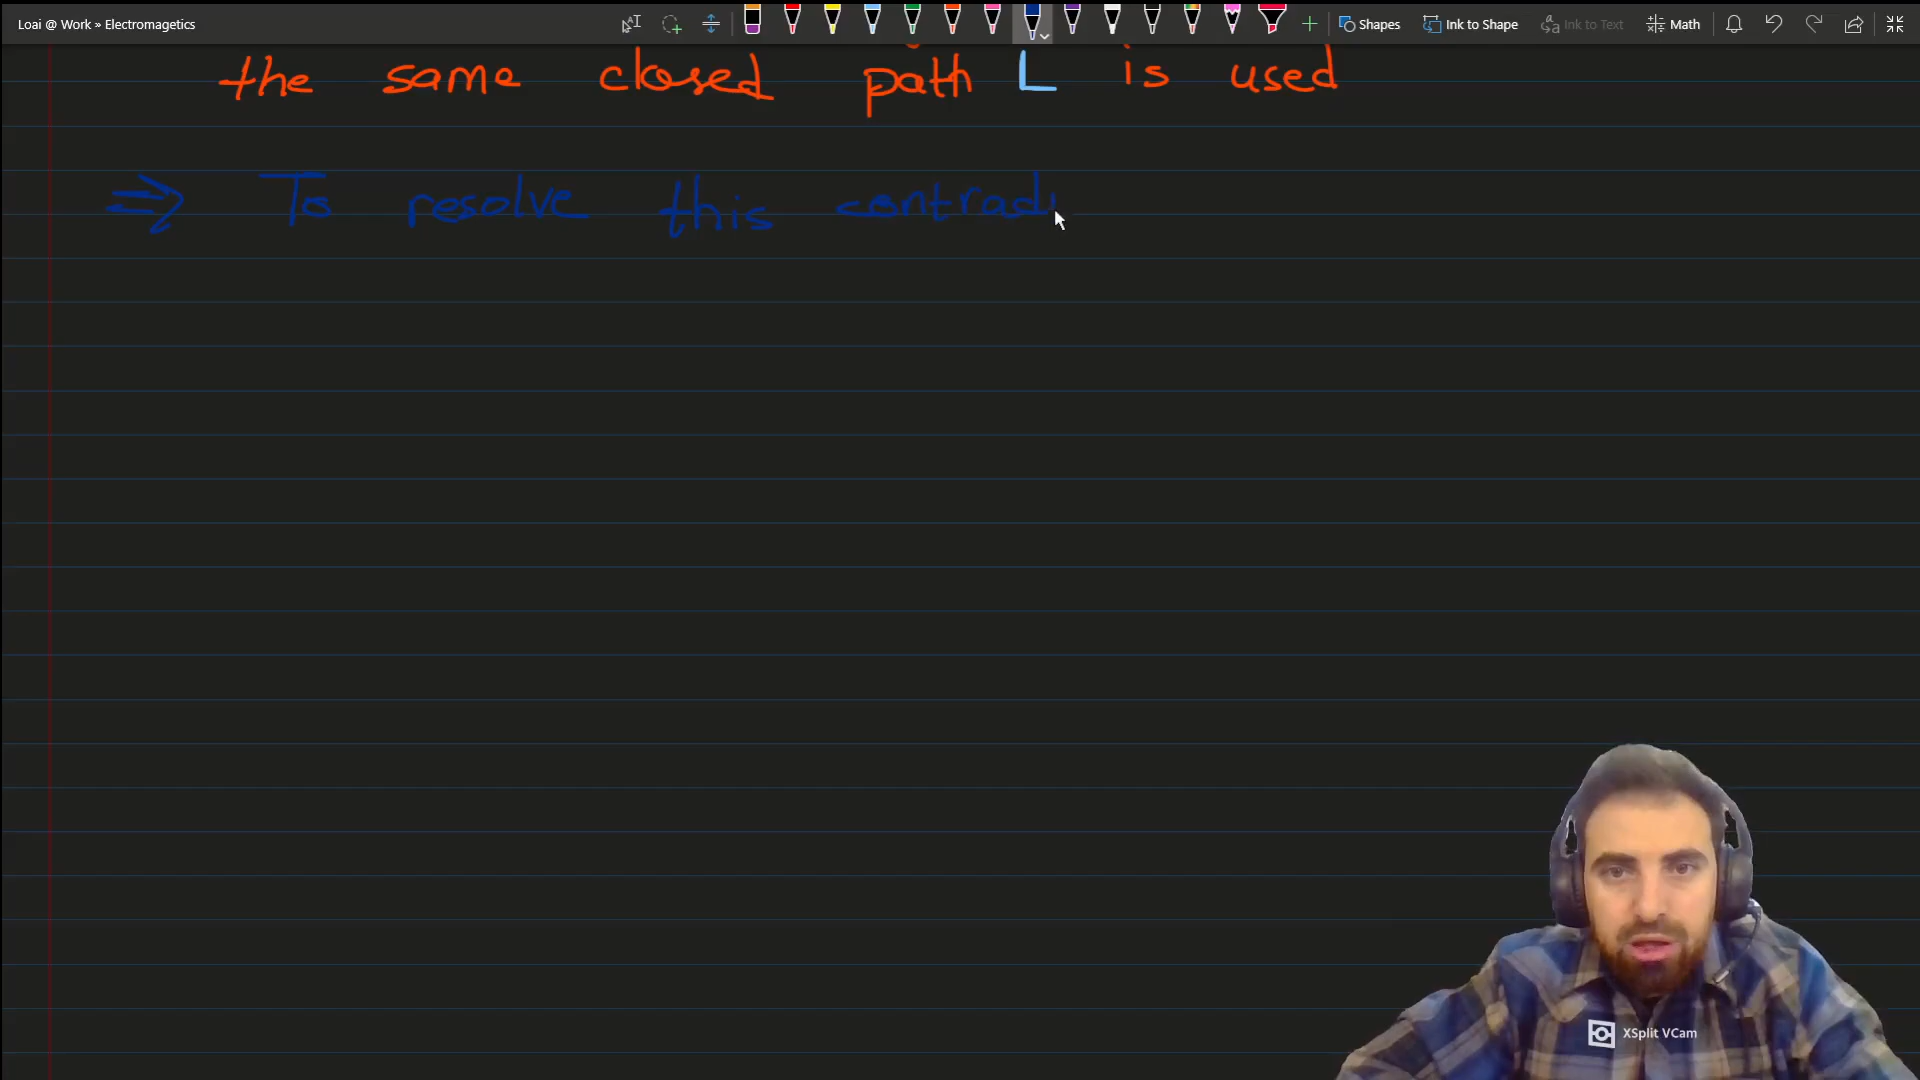 Loai @ Work » Electromagetics
Shapes
Ink to Shape
Ink to Text
Math
the same closed path L is used
⇒ To resolve this contradi
XSplit VCam